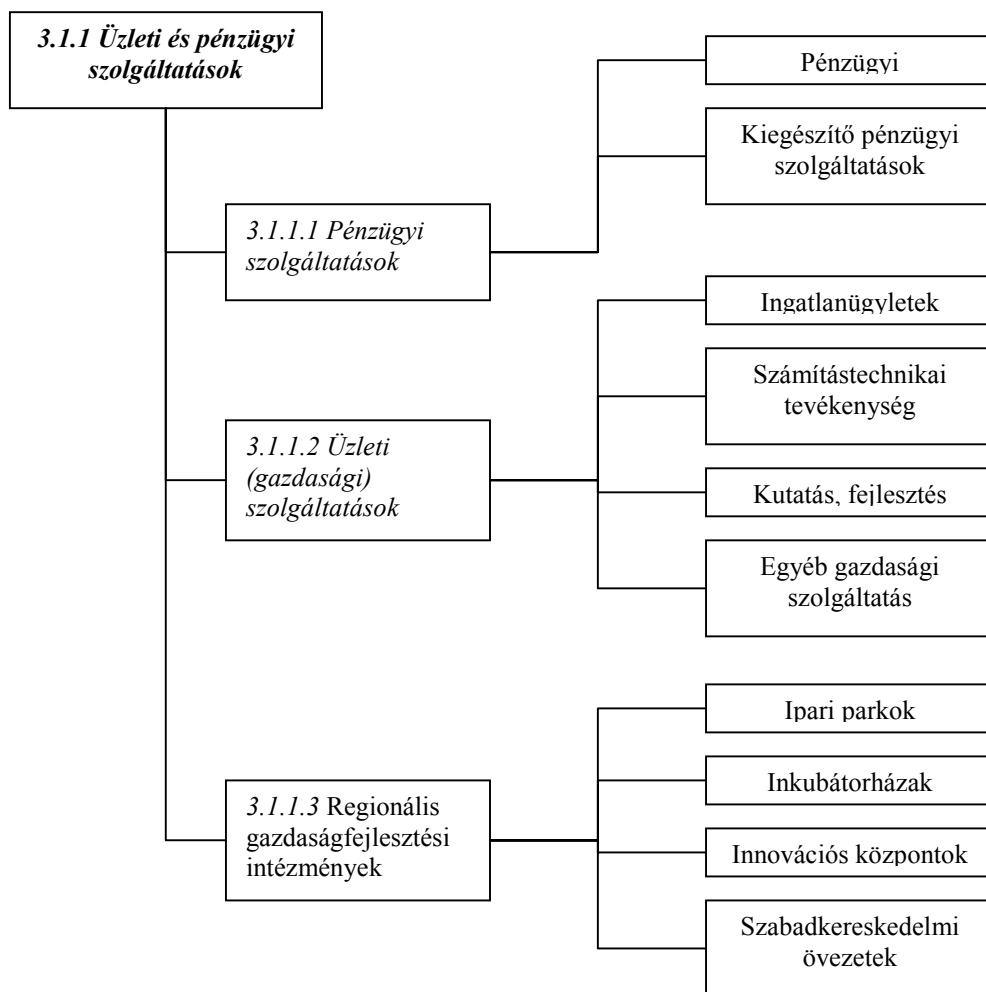 3.1.1 Üzleti és pénzügyi
szolgáltatások
Pénzügyi
Kiegészítő pénzügyi
szolgáltatások
3.1.1.1 Pénzügyi
szolgáltatások
Ingatlanügyletek
Számítástechnikai
tevékenység
3.1.1.2 Üzleti
(gazdasági)
szolgáltatások
Kutatás, fejlesztés
Egyéb gazdasági
szolgáltatás
Ipari parkok
Inkubátorházak
3.1.1.3 Regionális
gazdaságfejlesztési
intézmények
Innovációs központok
Szabadkereskedelmi
övezetek